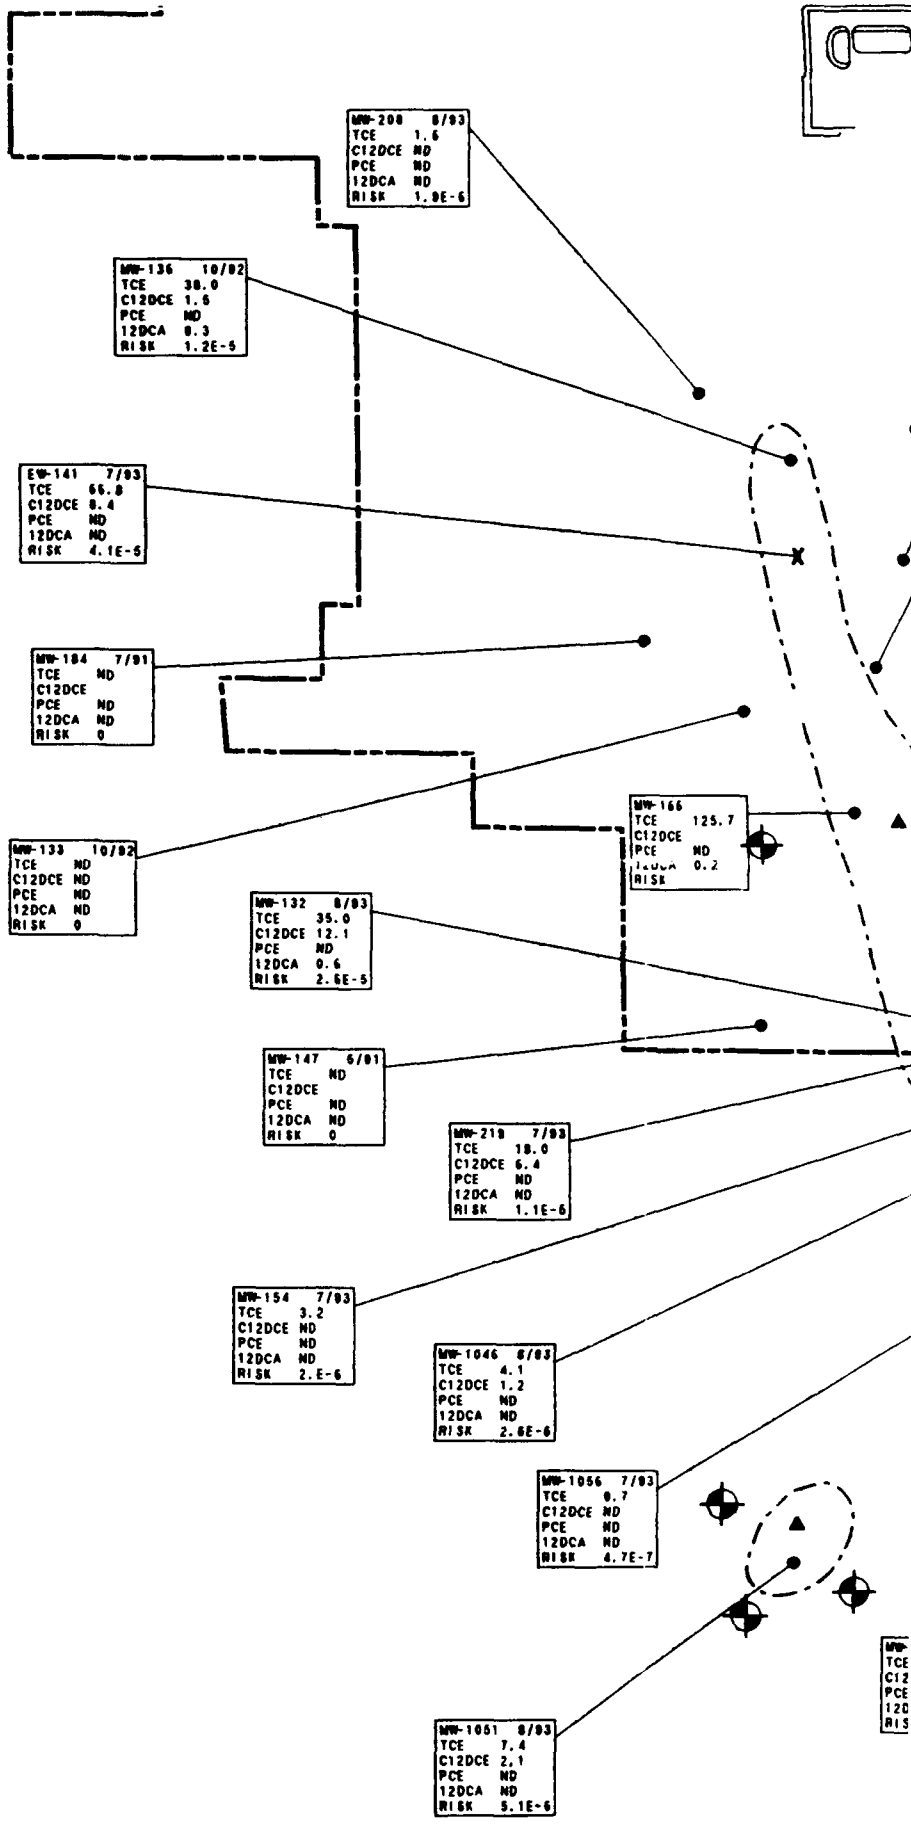 MW-208 8/93
TCE 1.6
C12DCE ND
PCE ND
12DCA ND
RISK 1.9E-6
MW-136 10/92
TCE 38.0
C12DCE 1.5
PCE ND
12DCA 0.3
RISK 1.2E-5
EW-141 7/93
TCE 66.8
C12DCE 8.4
PCE ND
12DCA ND
RISK 4.1E-5
MW-184 7/91
TCE ND
C12DCE
PCE ND
12DCA ND
RISK 0
MW-166
TCE 125.7
C12DCE
PCE ND
12DCA 0.2
RISK
MW-133 10/92
TCE ND
C12DCE ND
PCE ND
12DCA ND
RISK 0
MW-132 8/93
TCE 35.0
C12DCE 12.1
PCE ND
12DCA 0.6
RISK 2.6E-5
MW-147 6/91
TCE ND
C12DCE
PCE ND
12DCA ND
RISK 0
MW-219 7/93
TCE 18.0
C12DCE 6.4
PCE ND
12DCA ND
RISK 1.1E-6
MW-154 7/93
TCE 3.2
C12DCE ND
PCE ND
12DCA ND
RISK 2.E-6
MW-1046 8/93
TCE 4.1
C12DCE 1.2
PCE ND
12DCA ND
RISK 2.6E-6
MW-1056 7/93
TCE 0.7
C12DCE ND
PCE ND
12DCA ND
RISK 4.7E-7
MW-
TCE
C12
PCE
12D
RIS
MW-1051 8/93
TCE 7.4
C12DCE 2.1
PCE ND
12DCA ND
RISK 5.1E-6